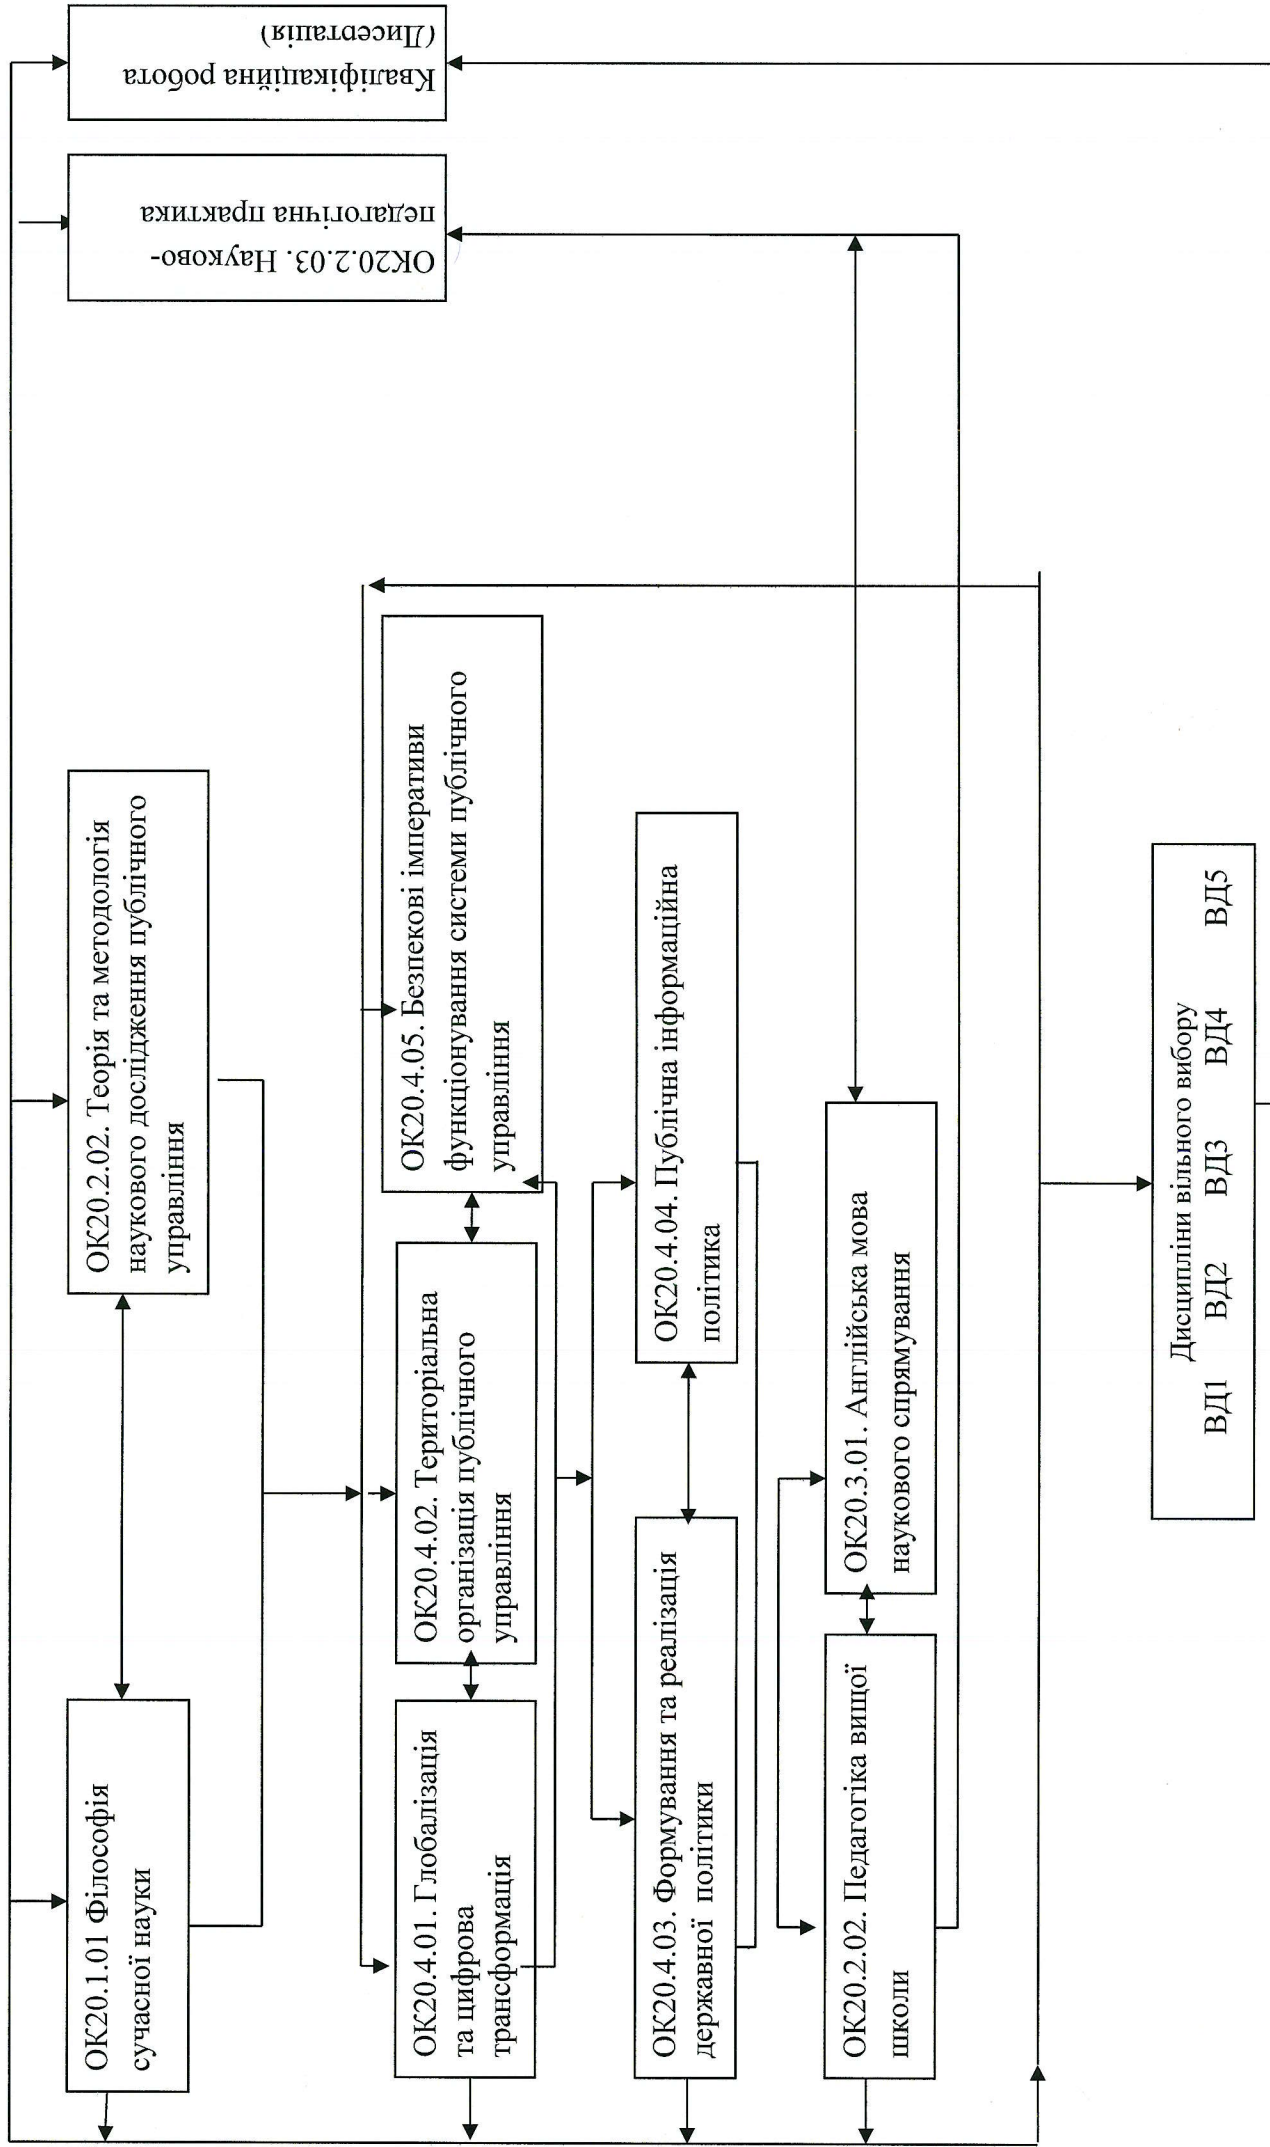 ОК20.1.01 Філософія
сучасної науки
ОК20.2.02. Теорія та методологія
наукового дослідження публічного
управління
ОК20.4.01. Глобалізація
та цифрова
трансформація
ОК20.4.02. Територіальна
організація публічного
управління
ОК20.4.05. Безпекові імперативи
функціонування системи публічного
управління
ОК20.4.03. Формування та реалізація
державної політики
ОК20.4.04. Публічна інформаційна
політика
ОК20.2.02. Педагогіка вищої
школи
ОК20.3.01. Англійська мова
наукового спрямування
Дисципліни вільного вибору
ВД1 ВД2 ВД3 ВД4 ВД5
ОК20.2.03. Науково-
педагогічна практика
Кваліфікаційна робота
(Дисертація)